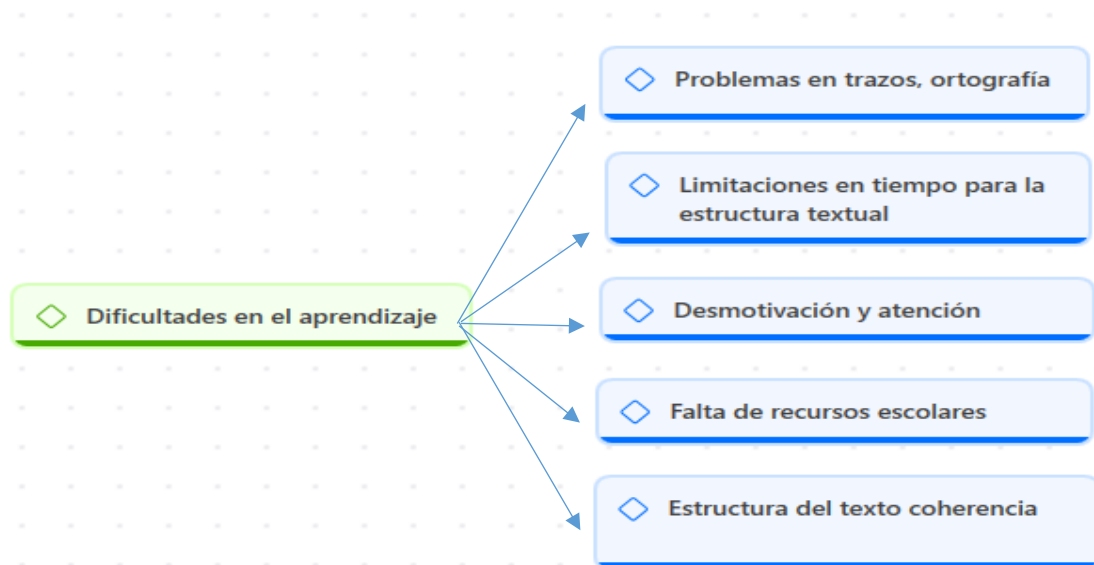 Problemas en trazos, ortografía
Limitaciones en tiempo para la
estructura textual
Dificultades en el aprendizaje
Desmotivación y atención
Falta de recursos escolares
Estructura del texto coherencia